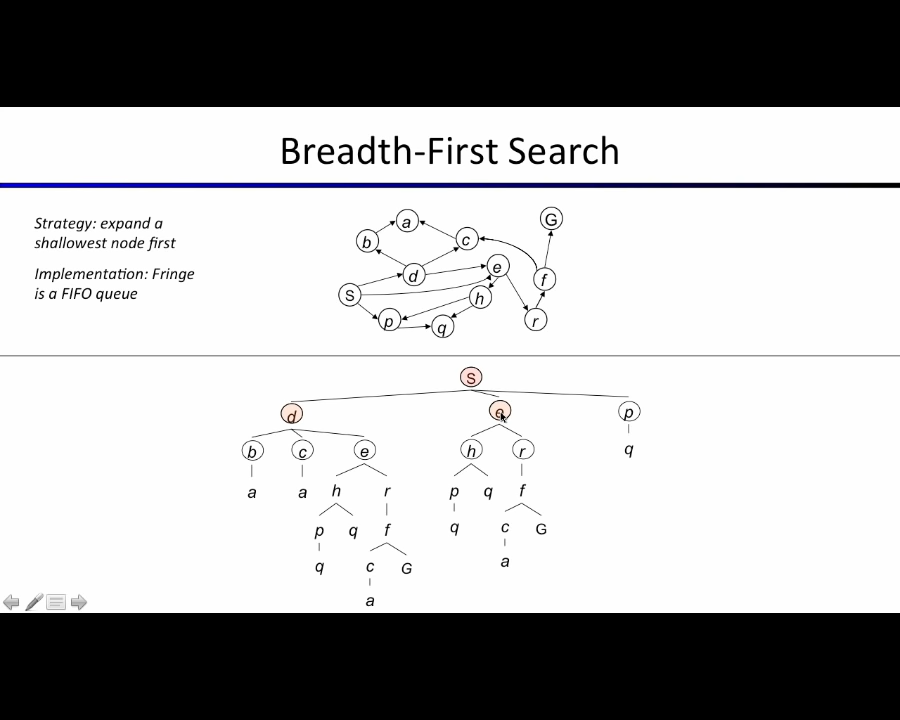 Breadth-First Search
Strategy: expand a
shallowest node first
Implementation: Fringe
is a FIFO queue
a G
b c
d e f
S h
p q r
S
d e p
b c e h r q
a a h r p q f
p q f q c G
q c G a
a